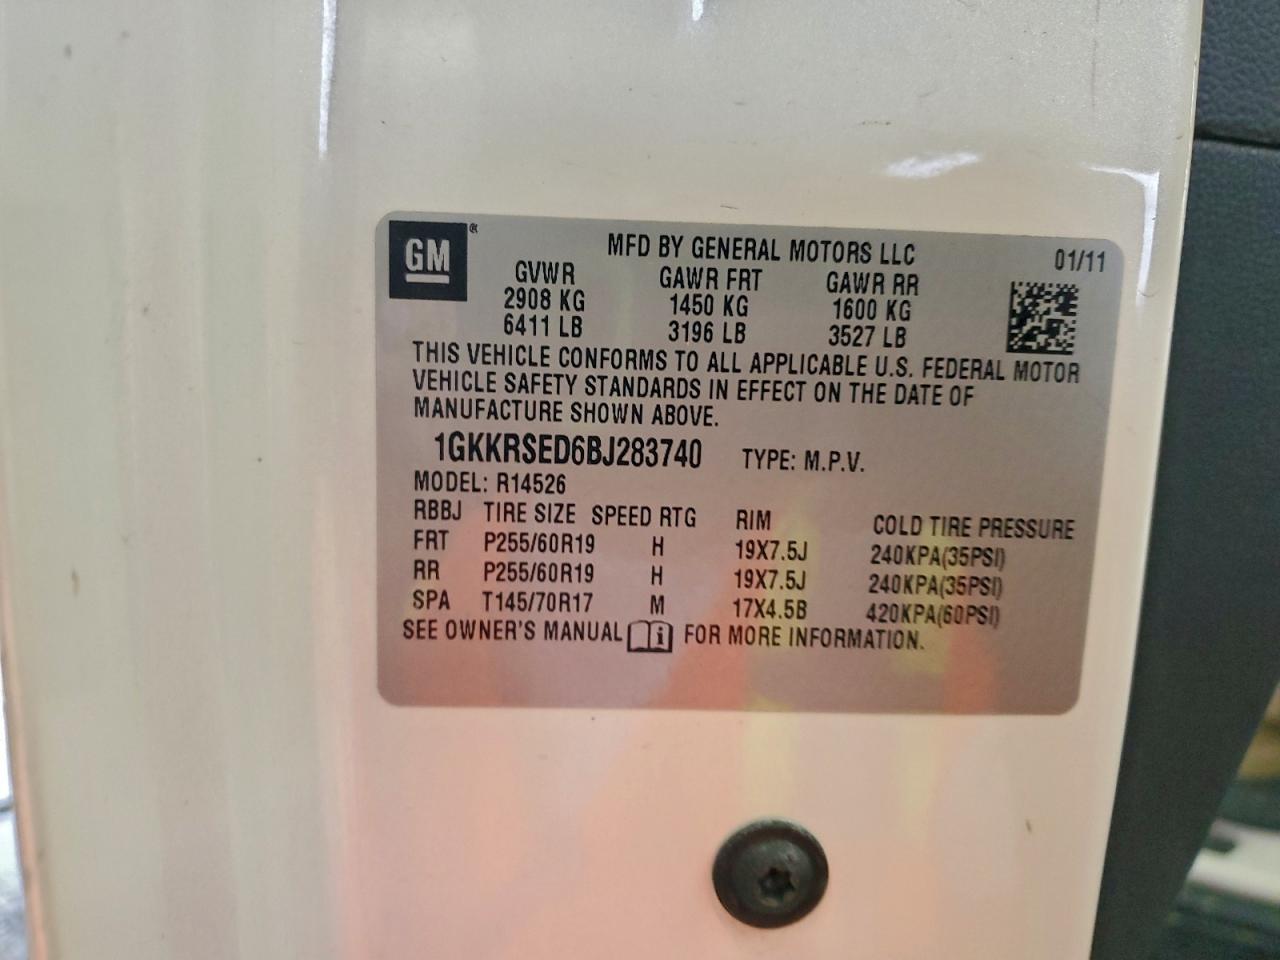 GM ®
MFD BY GENERAL MOTORS LLC 01/11
GVWR GAWR FRT GAWR RR
2908 KG 1450 KG 1600 KG
6411 LB 3196 LB 3527 LB
THIS VEHICLE CONFORMS TO ALL APPLICABLE U.S. FEDERAL MOTOR
VEHICLE SAFETY STANDARDS IN EFFECT ON THE DATE OF
MANUFACTURE SHOWN ABOVE.
1GKKRSED6BJ283740 TYPE: M.P.V.
MODEL: R14526
RBBJ TIRE SIZE SPEED RTG RIM COLD TIRE PRESSURE
FRT P255/60R19 H 19X7.5J 240KPA(35PSI)
RR P255/60R19 H 19X7.5J 240KPA(35PSI)
SPA T145/70R17 M 17X4.5B 420KPA(60PSI)
SEE OWNER'S MANUAL i FOR MORE INFORMATION.